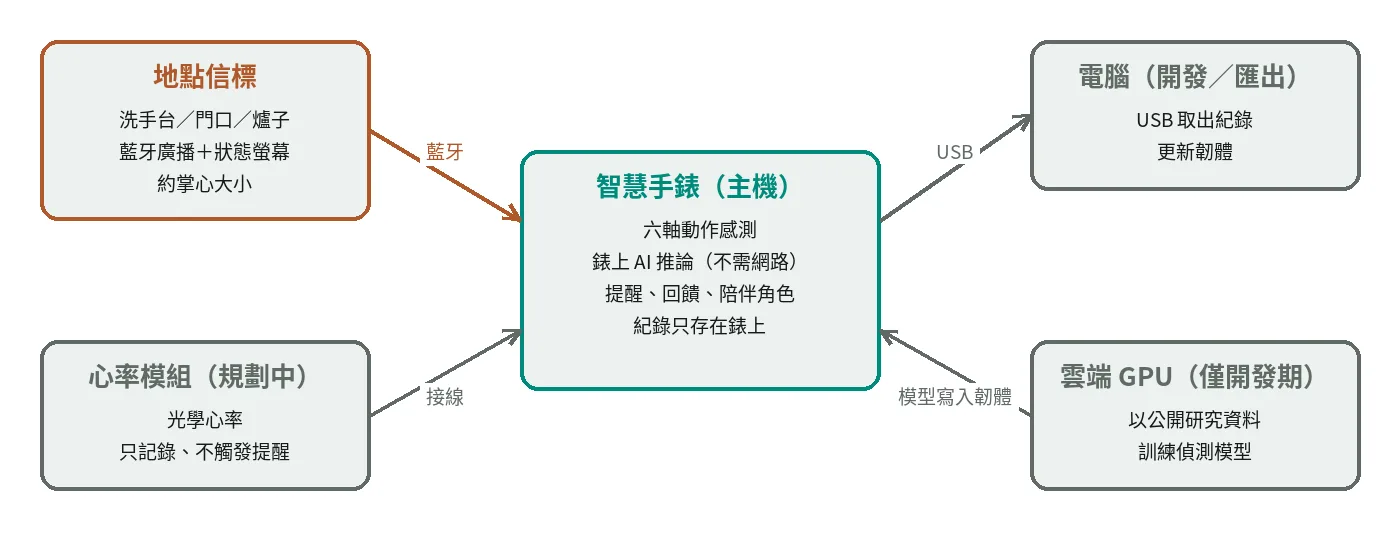 地點信標
洗手台／門口／爐子
藍牙廣播＋狀態螢幕
約掌心大小
藍牙
心率模組（規劃中）
光學心率
只記錄、不觸發提醒
接線
智慧手錶（主機）
六軸動作感測
錶上 AI 推論（不需網路）
提醒、回饋、陪伴角色
紀錄只存在錶上
USB
電腦（開發／匯出）
USB 取出紀錄
更新韌體
模型寫入韌體
雲端 GPU（僅開發期）
以公開研究資料
訓練偵測模型